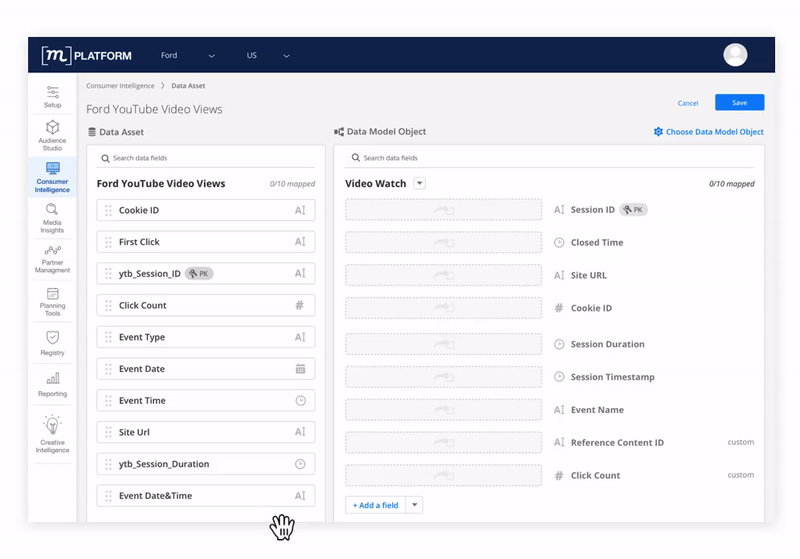 [m] PLATFORM
Ford
US
Setup
Audience
Studio
Consumer
Intelligence
Media
Insights
Partner
Managment
Planning
Tools
Registry
Reporting
Creative
Intelligence
Consumer Intelligence > Data Asset
Ford YouTube Video Views
Cancel
Save
Data Asset
Search data fields
Ford YouTube Video Views 0/10 mapped
Cookie ID
First Click
ytb_Session_ID PK
Click Count #
Event Type
Event Date
Event Time
Site Url
ytb_Session_Duration
Event Date&Time
Data Model Object
Choose Data Model Object
Search data fields
Video Watch 0/10 mapped
Session ID PK
Closed Time
Site URL
# Cookie ID
Session Duration
Session Timestamp
Event Name
Reference Content ID custom
# Click Count custom
+ Add a field